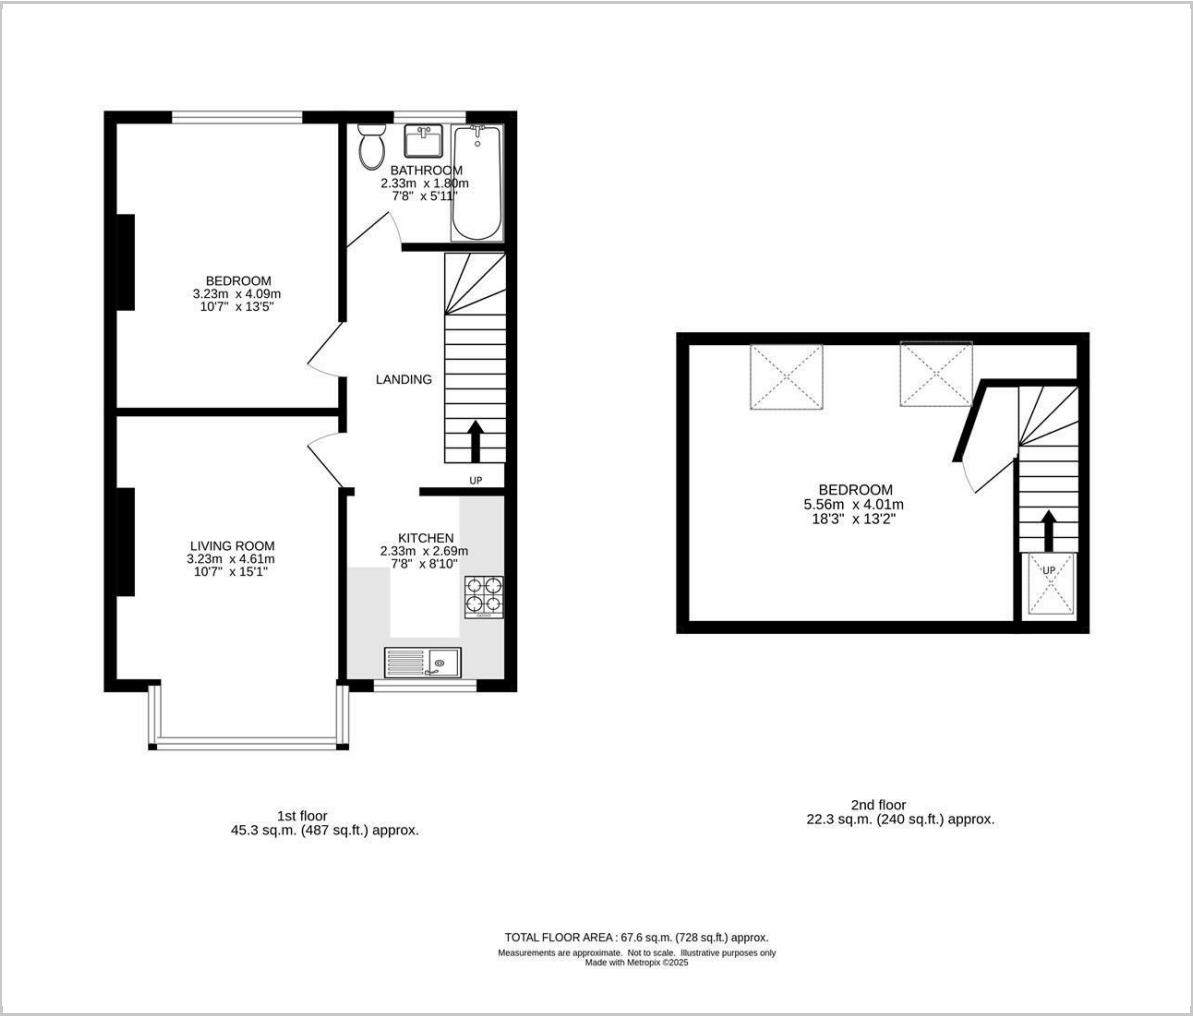 BATHROOM
2.33m x 1.80m
7'8" x 5'11"
BEDROOM
3.23m x 4.09m
10'7" x 13'5"
LANDING
UP
LIVING ROOM
3.23m x 4.61m
10'7" x 15'1"
KITCHEN
2.33m x 2.69m
7'8" x 8'10"
BEDROOM
5.56m x 4.01m
18'3" x 13'2"
UP
1st floor
45.3 sq.m. (487 sq.ft.) approx.
2nd floor
22.3 sq.m. (240 sq.ft.) approx.
TOTAL FLOOR AREA : 67.6 sq.m. (728 sq.ft.) approx.
Measurements are approximate. Not to scale. Illustrative purposes only
Made with Metropix ©2025